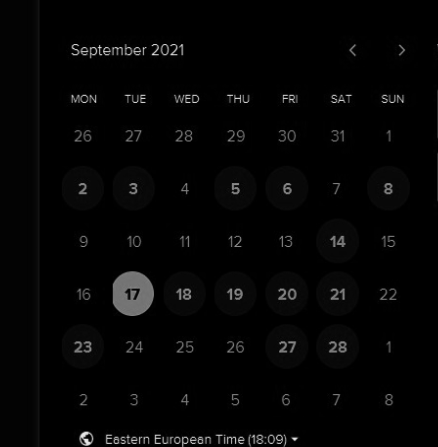 September 2021
MON TUE WED THU FRI SAT SUN
26 27 28 29 30 31 1
2 3 4 5 6 7 8
9 10 11 12 13 14 15
16 17 18 19 20 21 22
23 24 25 26 27 28 1
2 3 4 5 6 7 8
Eastern European Time (18:09)